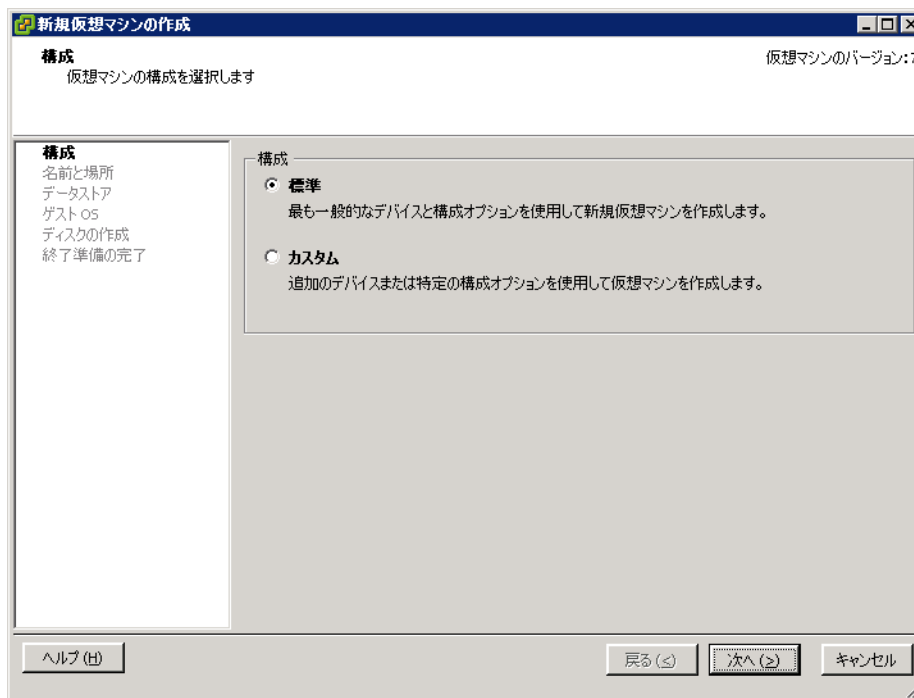 新規仮想マシンの作成
構成
仮想マシンの構成を選択します
仮想マシンのバージョン:7
構成
名前と場所
データストア
ゲスト OS
ディスクの作成
終了準備の完了
構成
標準
最も一般的なデバイスと構成オプションを使用して新規仮想マシンを作成します。
カスタム
追加のデバイスまたは特定の構成オプションを使用して仮想マシンを作成します。
ヘルプ(H)
戻る(<)
次へ(>)
キャンセル